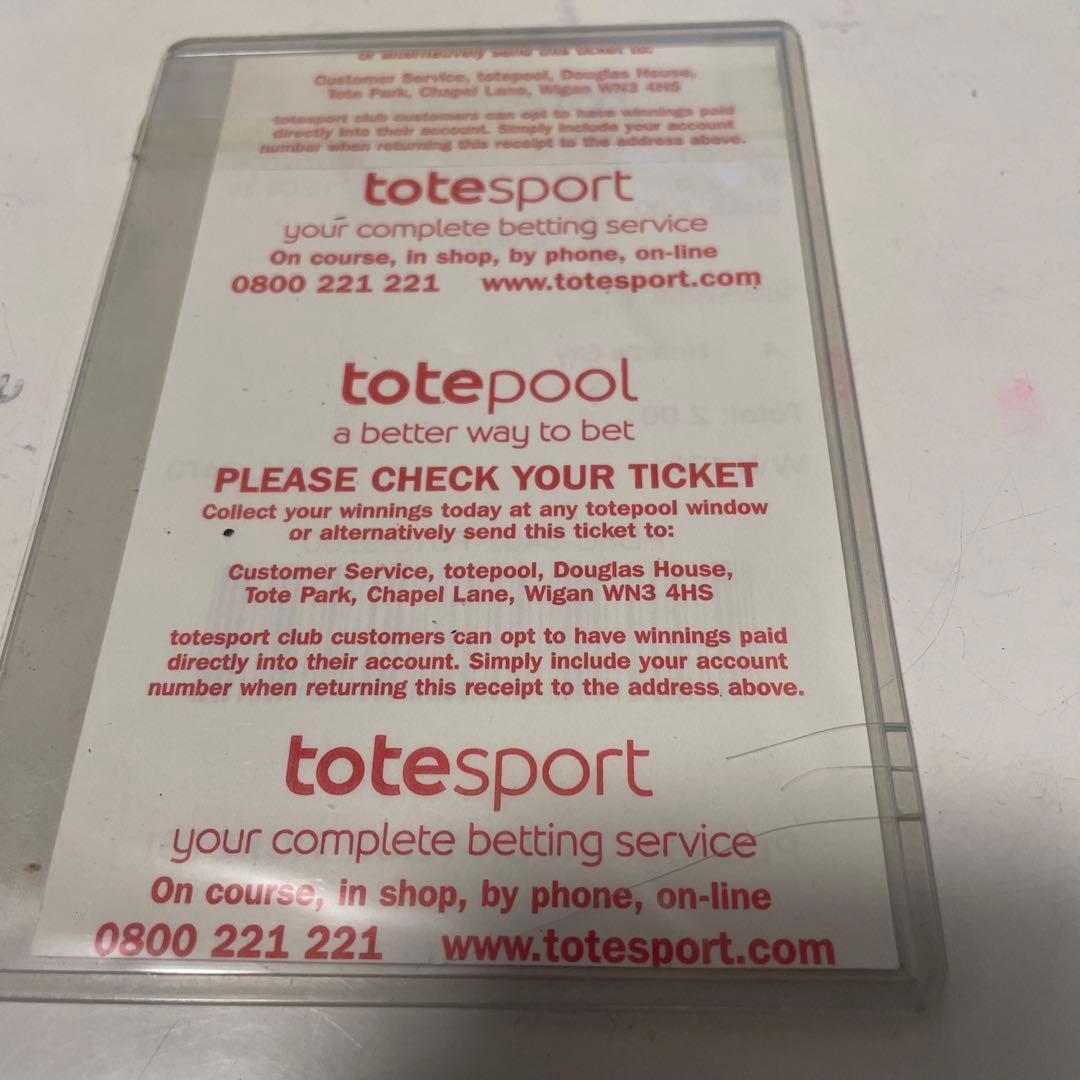 or alternatively send this ticket to:
Customer Service, totepool, Douglas House,
Tote Park, Chapel Lane, Wigan WN3 4HS
totesport club customers can opt to have winnings paid
directly into their account. Simply include your account
number when returning this receipt to the address above.
totesport
your complete betting service
On course, in shop, by phone, on-line
0800 221 221 www.totesport.com
totepool
a better way to bet
PLEASE CHECK YOUR TICKET
Collect your winnings today at any totepool window
or alternatively send this ticket to:
Customer Service, totepool, Douglas House,
Tote Park, Chapel Lane, Wigan WN3 4HS
totesport club customers can opt to have winnings paid
directly into their account. Simply include your account
number when returning this receipt to the address above.
totesport
your complete betting service
On course, in shop, by phone, on-line
0800 221 221 www.totesport.com